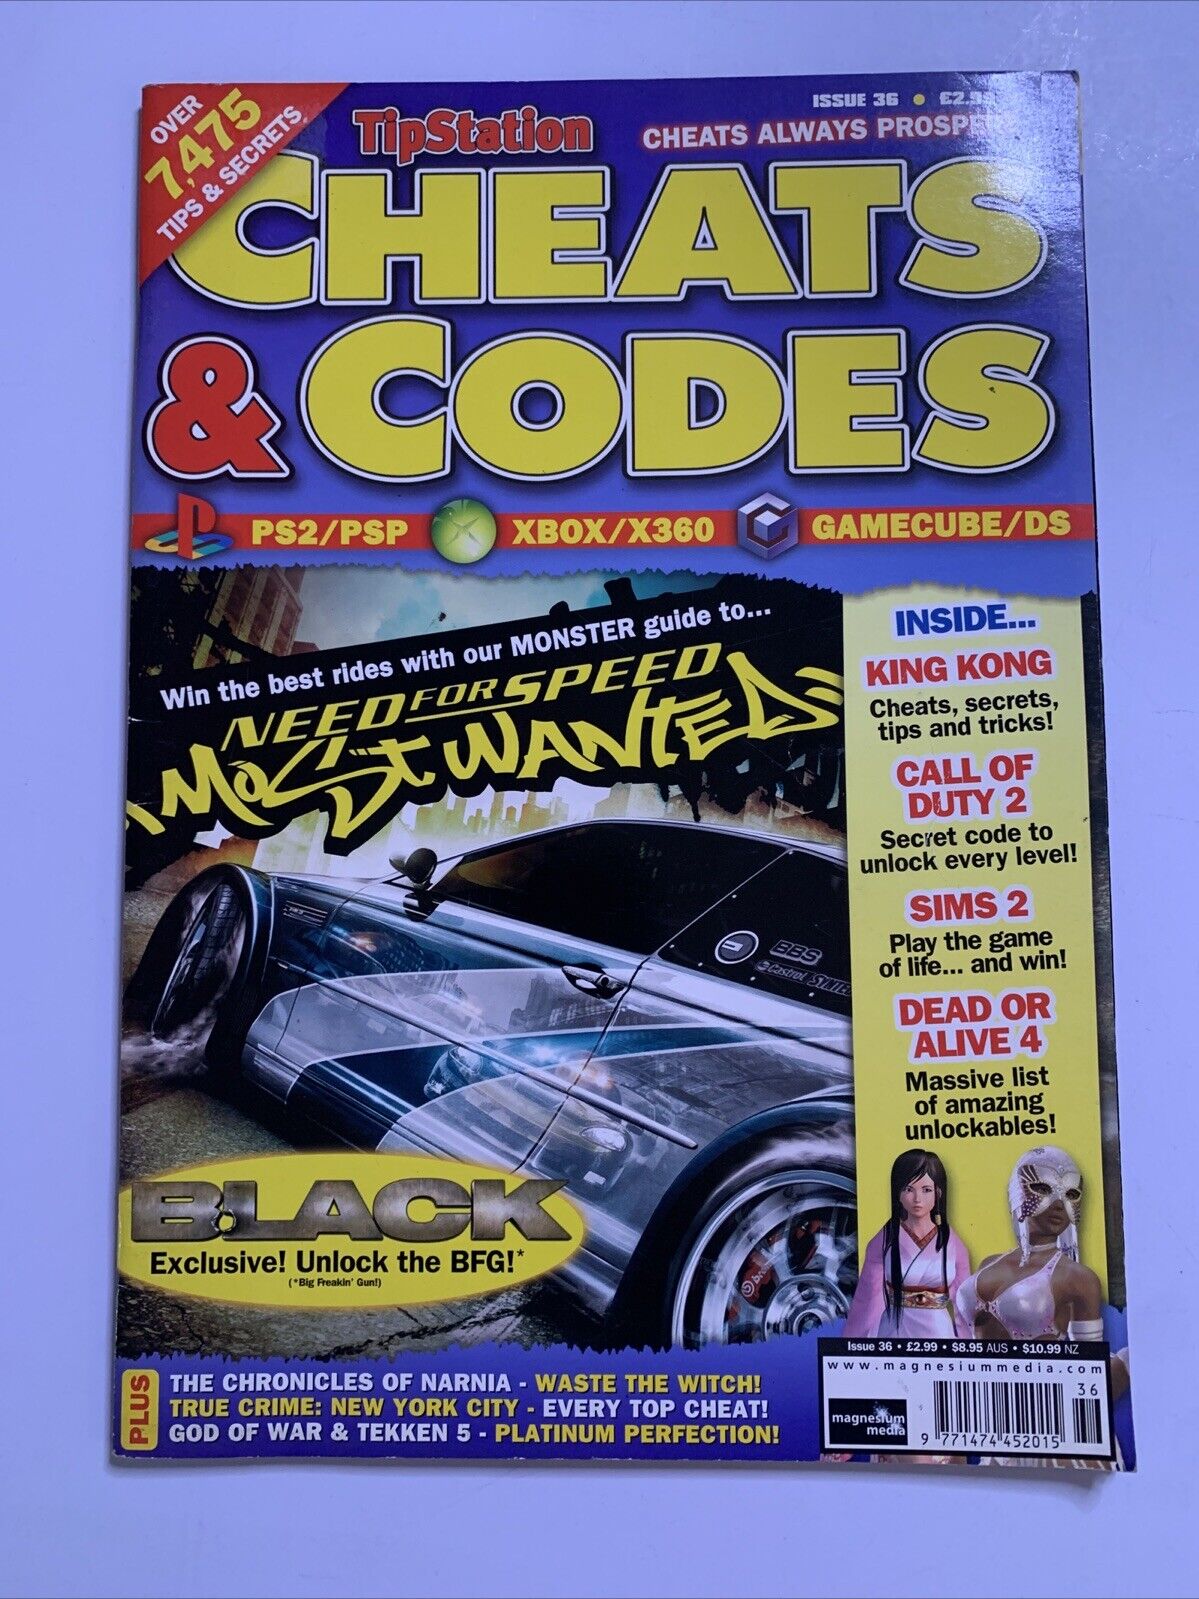 OVER
7,475
TIPS & SECRETS
TipStation
ISSUE 36 • £2.99
CHEATS ALWAYS
CHEATS
& CODES
PS2/PSP
XBOX/X360
GAMECUBE/DS
Win the best rides with our MONSTER guide to...
NEED FOR SPEED
MOST WANTED
BBS
Castrol
BLACK
Exclusive! Unlock the BFG!*
(*Big Freakin' Gun!)
INSIDE...
KING KONG
Cheats, secrets,
tips and tricks!
CALL OF
DUTY 2
Secret code to
unlock every level!
SIMS 2
Play the game
of life... and win!
DEAD OR
ALIVE 4
Massive list
of amazing
unlockables!
PLUS
THE CHRONICLES OF NARNIA - WASTE THE WITCH!
TRUE CRIME: NEW YORK CITY - EVERY TOP CHEAT!
GOD OF WAR & TEKKEN 5 - PLATINUM PERFECTION!
Issue 36 • £2.99 • $8.95 AUS • $10.99 NZ
www.magnesiummedia.com
magnesium
media
36
9 771474 452015